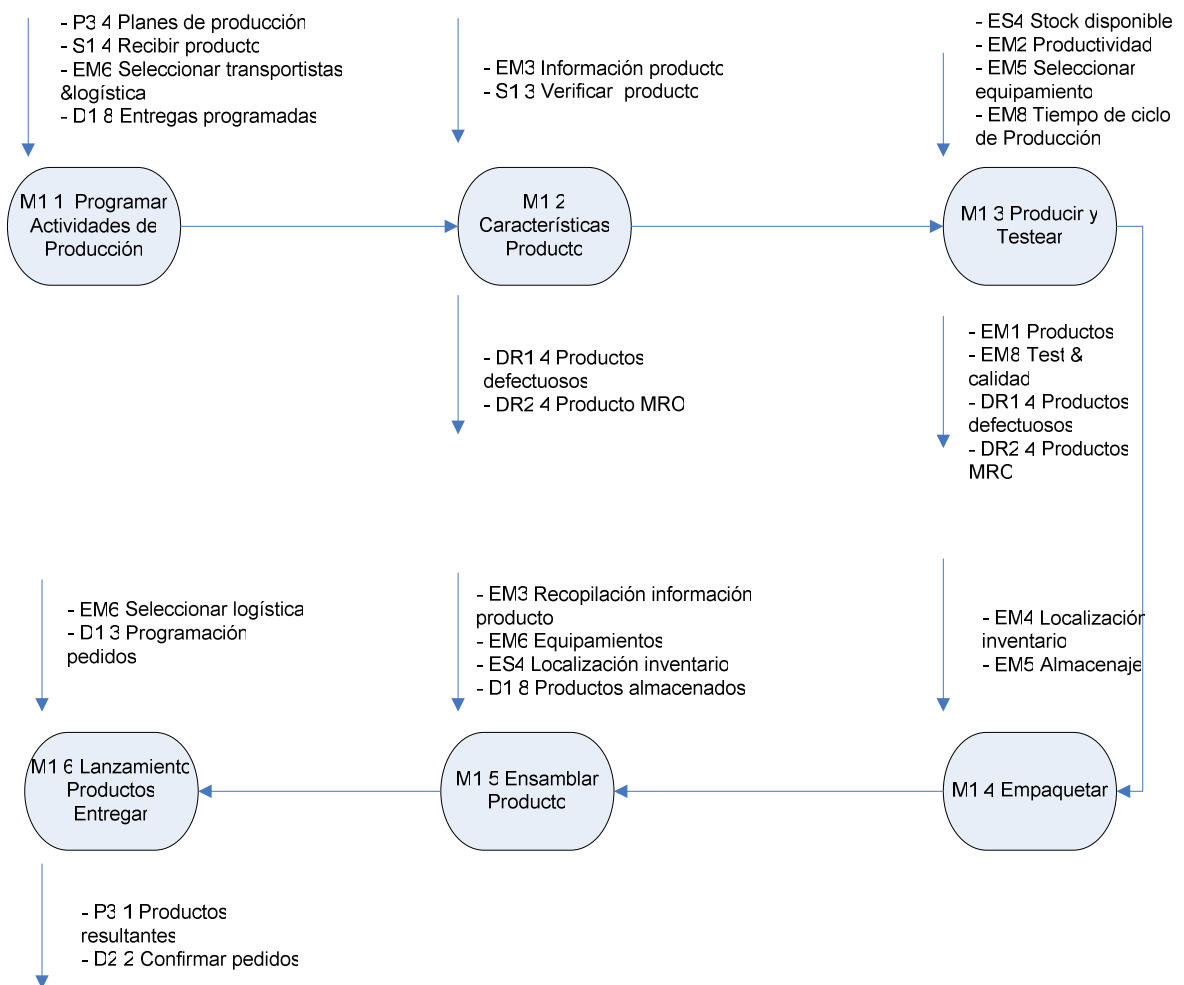 - P3 4 Planes de producción
- S1 4 Recibir producto
- EM6 Seleccionar transportistas
&logística
- D1 8 Entregas programadas
- EM3 Información producto
- S1 3 Verificar producto
- ES4 Stock disponible
- EM2 Productividad
- EM5 Seleccionar
equipamiento
- EM8 Tiempo de ciclo
de Producción
M1 1 Programar
Actividades de
Producción
M1 2
Características
Producto
M1 3 Producir y
Testear
- DR1 4 Productos
defectuosos
- DR2 4 Producto MRO
- EM1 Productos
- EM8 Test &
calidad
- DR1 4 Productos
defectuosos
- DR2 4 Productos
MRO
- EM6 Seleccionar logística
- D1 3 Programación
pedidos
- EM3 Recopilación información
producto
- EM6 Equipamientos
- ES4 Localización inventario
- D1 8 Productos almacenados
- EM4 Localización
inventario
- EM5 Almacenaje
M1 6 Lanzamiento
Productos
Entregar
M1 5 Ensamblar
Producto
M1 4 Empaquetar
- P3 1 Productos
resultantes
- D2 2 Confirmar pedidos